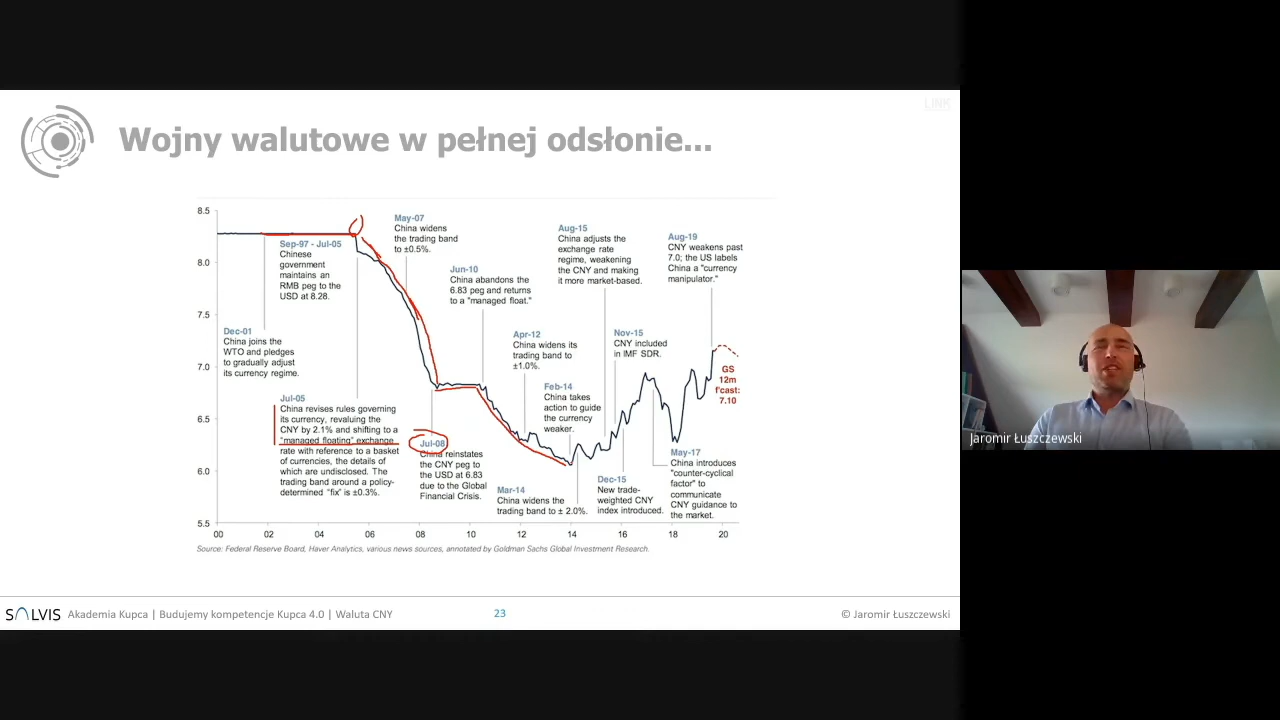 LINK
Wojny walutowe w pełnej odsłonie...
8.5
8.0
7.5
7.0
6.5
6.0
5.5
00
02
04
06
08
10
12
14
16
18
20
Dec-01
China joins the
WTO and pledges
to gradually adjust
its currency regime.
Sep-97 - Jul-05
Chinese
government
maintains an
RMB peg to the
USD at 8.28.
Jul-05
China revises rules governing
its currency, revaluing the
CNY by 2.1% and shifting to a
"managed floating" exchange
rate with reference to a basket
of currencies, the details of
which are undisclosed. The
trading band around a policy-
determined "fix" is ±0.3%.
May-07
China widens
the trading band
to ±0.5%.
Jul-08
China reinstates
the CNY peg to
the USD at 6.83
due to the Global
Financial Crisis.
Jun-10
China abandons the
6.83 peg and returns
to a "managed float."
Apr-12
China widens its
trading band to
±1.0%.
Feb-14
China takes
action to guide
the currency
weaker.
Mar-14
China widens the
trading band to ± 2.0%.
Aug-15
China adjusts the
exchange rate
regime, weakening
the CNY and making
it more market-based.
Nov-15
CNY included
in IMF SDR.
Dec-15
New trade-
weighted CNY
index introduced.
May-17
China introduces
"counter-cyclical
factor" to
communicate
CNY guidance to
the market.
Aug-19
CNY weakens past
7.0; the US labels
China a "currency
manipulator."
GS
12m
f'cast:
7.10
Source: Federal Reserve Board, Haver Analytics, various news sources, annotated by Goldman Sachs Global Investment Research.
SALVIS Akademia Kupca | Budujemy kompetencje Kupca 4.0 | Waluta CNY
23
© Jaromir Łuszczewski
Jaromir Łuszczewski